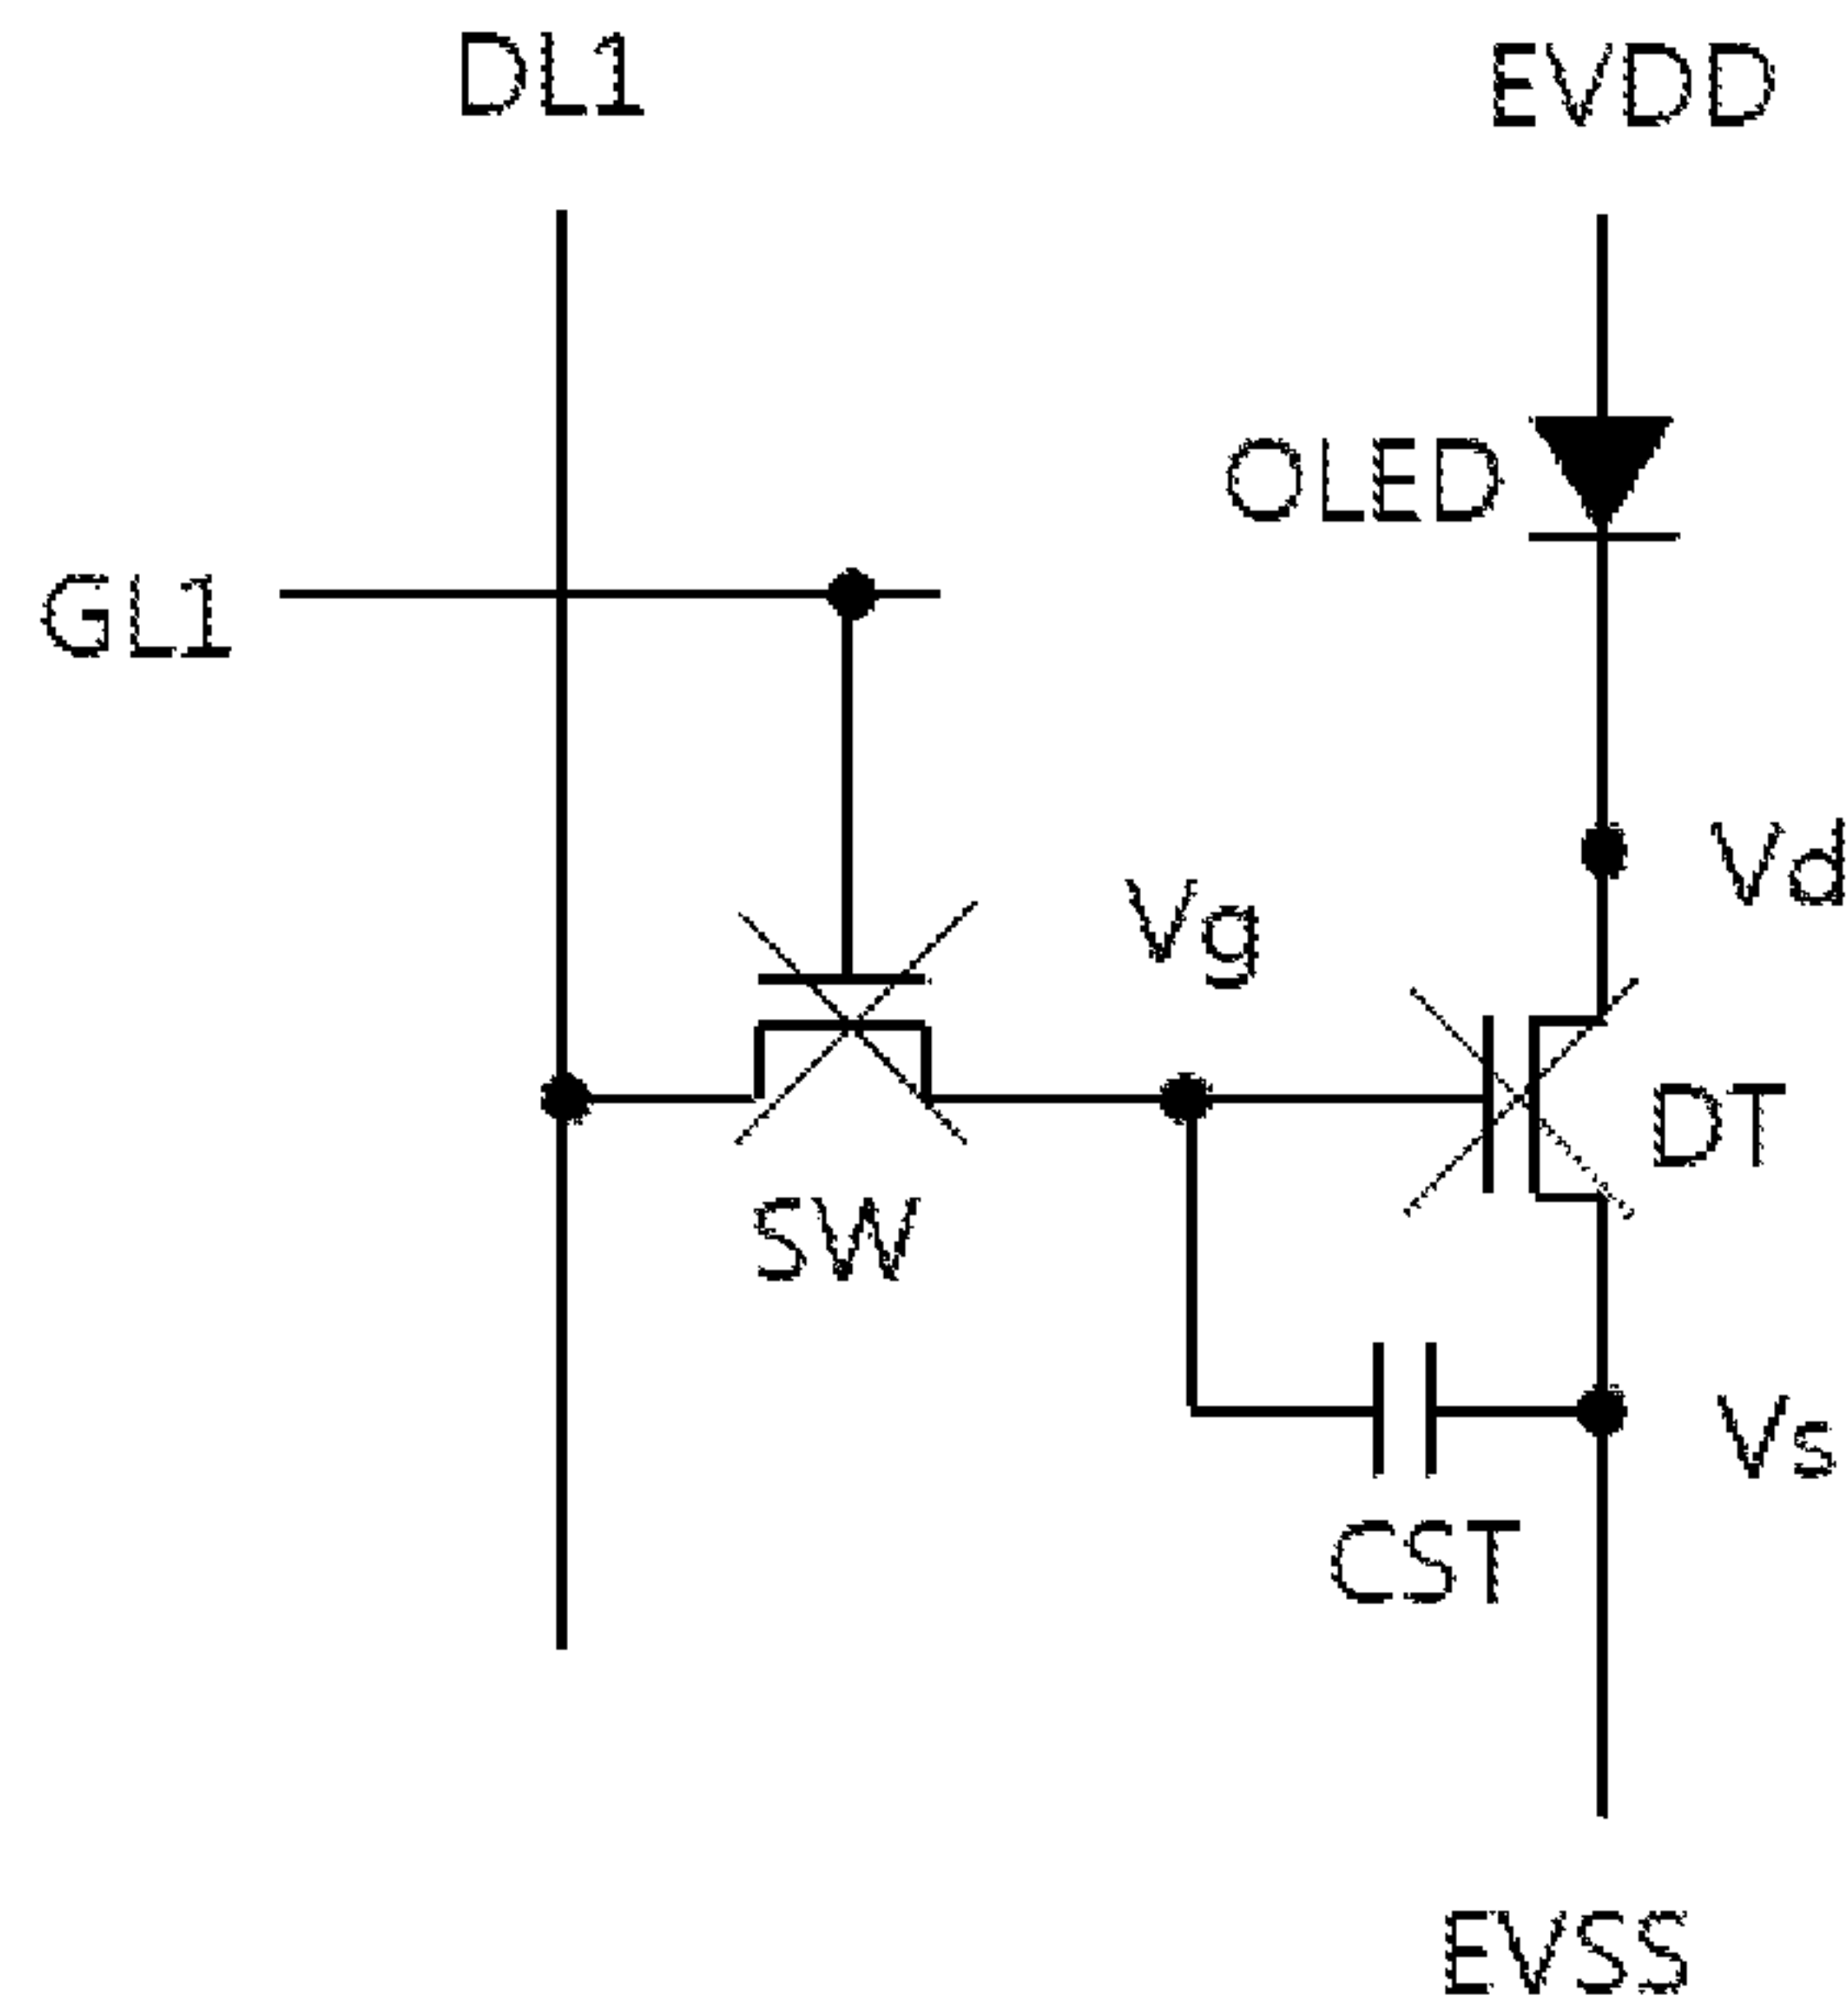 DL1
EVDD
OLED
GL1
Vd
Vg
DT
SW
Vs
CST
EVSS